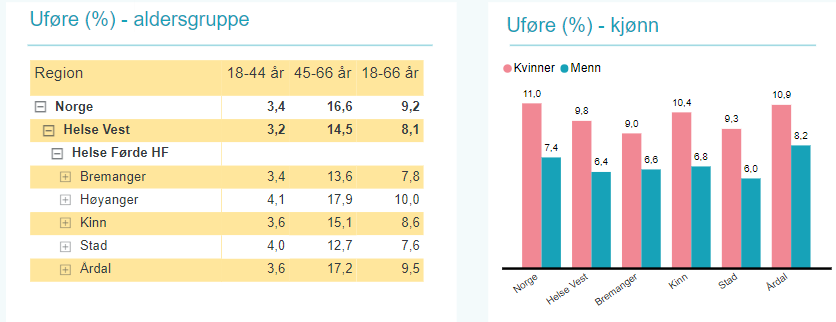 Uføre (%) - aldersgruppe
Region 18-44 år 45-66 år 18-66 år
Norge 3,4 16,6 9,2
Helse Vest 3,2 14,5 8,1
Helse Førde HF
Bremanger 3,4 13,6 7,8
Høyanger 4,1 17,9 10,0
Kinn 3,6 15,1 8,6
Stad 4,0 12,7 7,6
Årdal 3,6 17,2 9,5
Uføre (%) - kjønn
Kvinner Menn
11,0 7,4 9,8 6,4 9,0 6,6 10,4 6,8 9,3 6,0 10,9 8,2
Norge Helse Vest Bremanger Kinn Stad Årdal